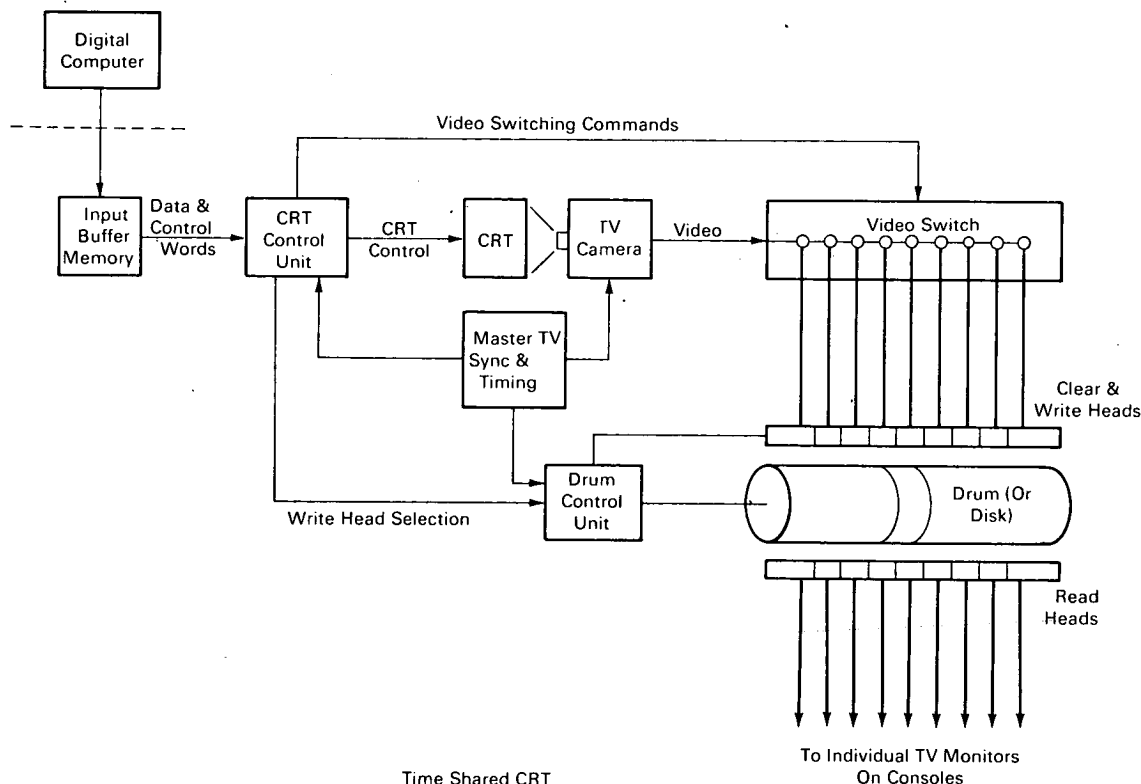 Digital
Computer
Video Switching Commands
Input
Buffer
Memory
Data &
Control
Words
CRT
Control
Unit
CRT
Control
CRT
TV
Camera
Video
Video Switch
Master TV
Sync &
Timing
Clear &
Write Heads
Drum
Control
Unit
Write Head Selection
Drum (Or
Disk)
Read
Heads
To Individual TV Monitors
On Consoles
Time Shared CRT